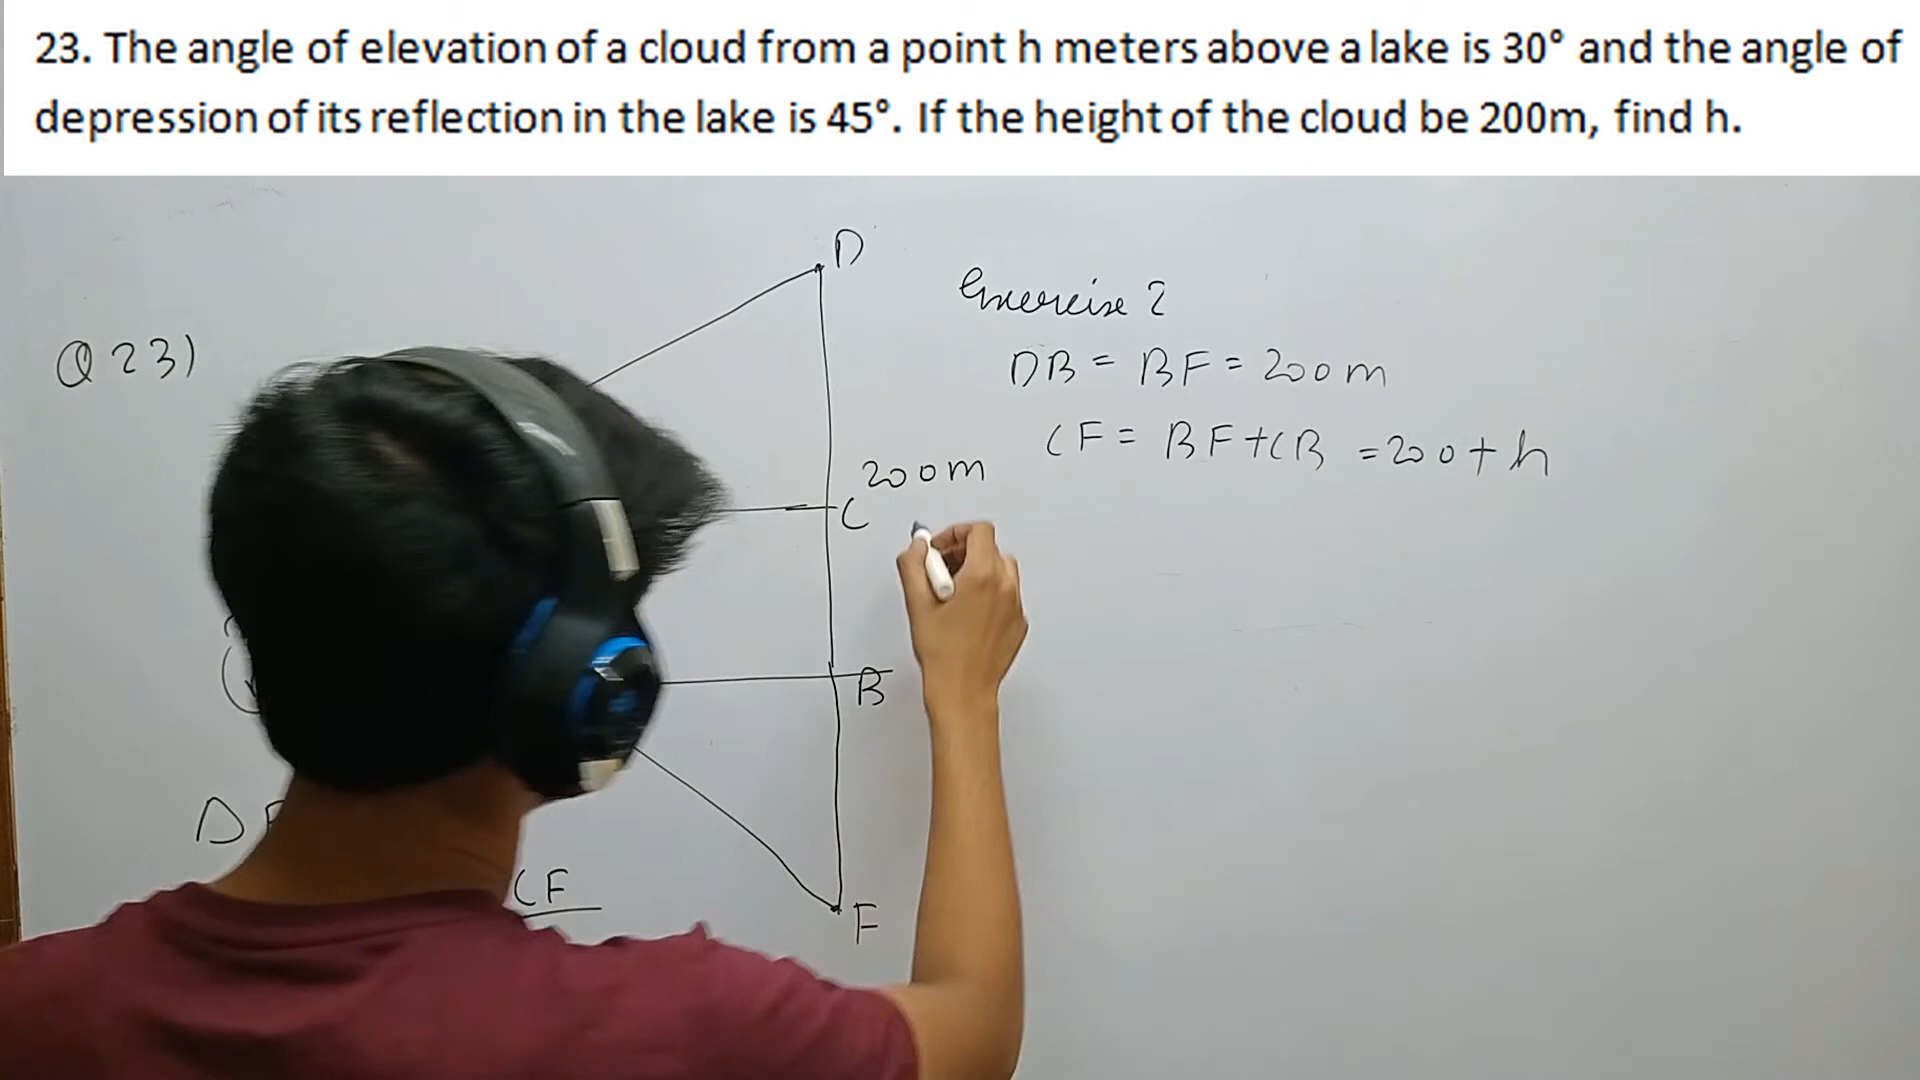 23. The angle of elevation of a cloud from a point h meters above a lake is 30° and the angle of
depression of its reflection in the lake is 45°. If the height of the cloud be 200m, find h.
Q 23)
D
Exercise 2
DB = BF = 200m
CF = BF+CB = 200 + h
200m
C
B
D
CF
F